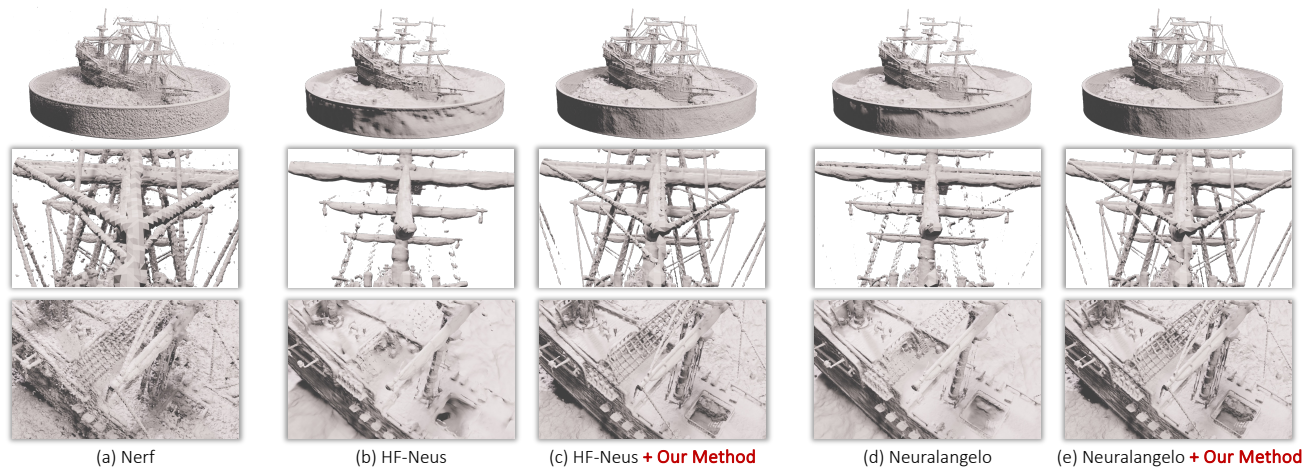 (a) Nerf
(b) HF-Neus
(c) HF-Neus + Our Method
(d) Neuralangelo
(e) Neuralangelo + Our Method